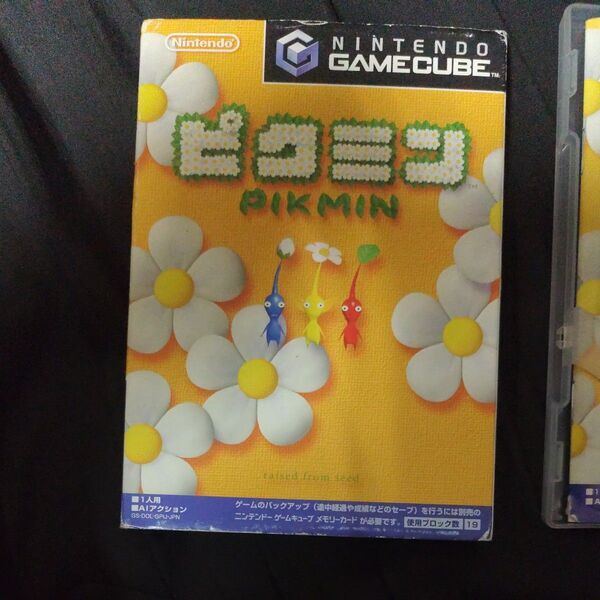 Nintendo
NINTENDO
GAMECUBE™
ピクミン™
PIKMIN
raised from seed
■1人用
■AIアクション
GS-DOL-GPIJ-JPN
ゲームのバックアップ（途中経過や成績などのセーブ）を行うには別売の
ニンテンドー ゲームキューブ メモリーカード が必要です。 使用ブロック数 19